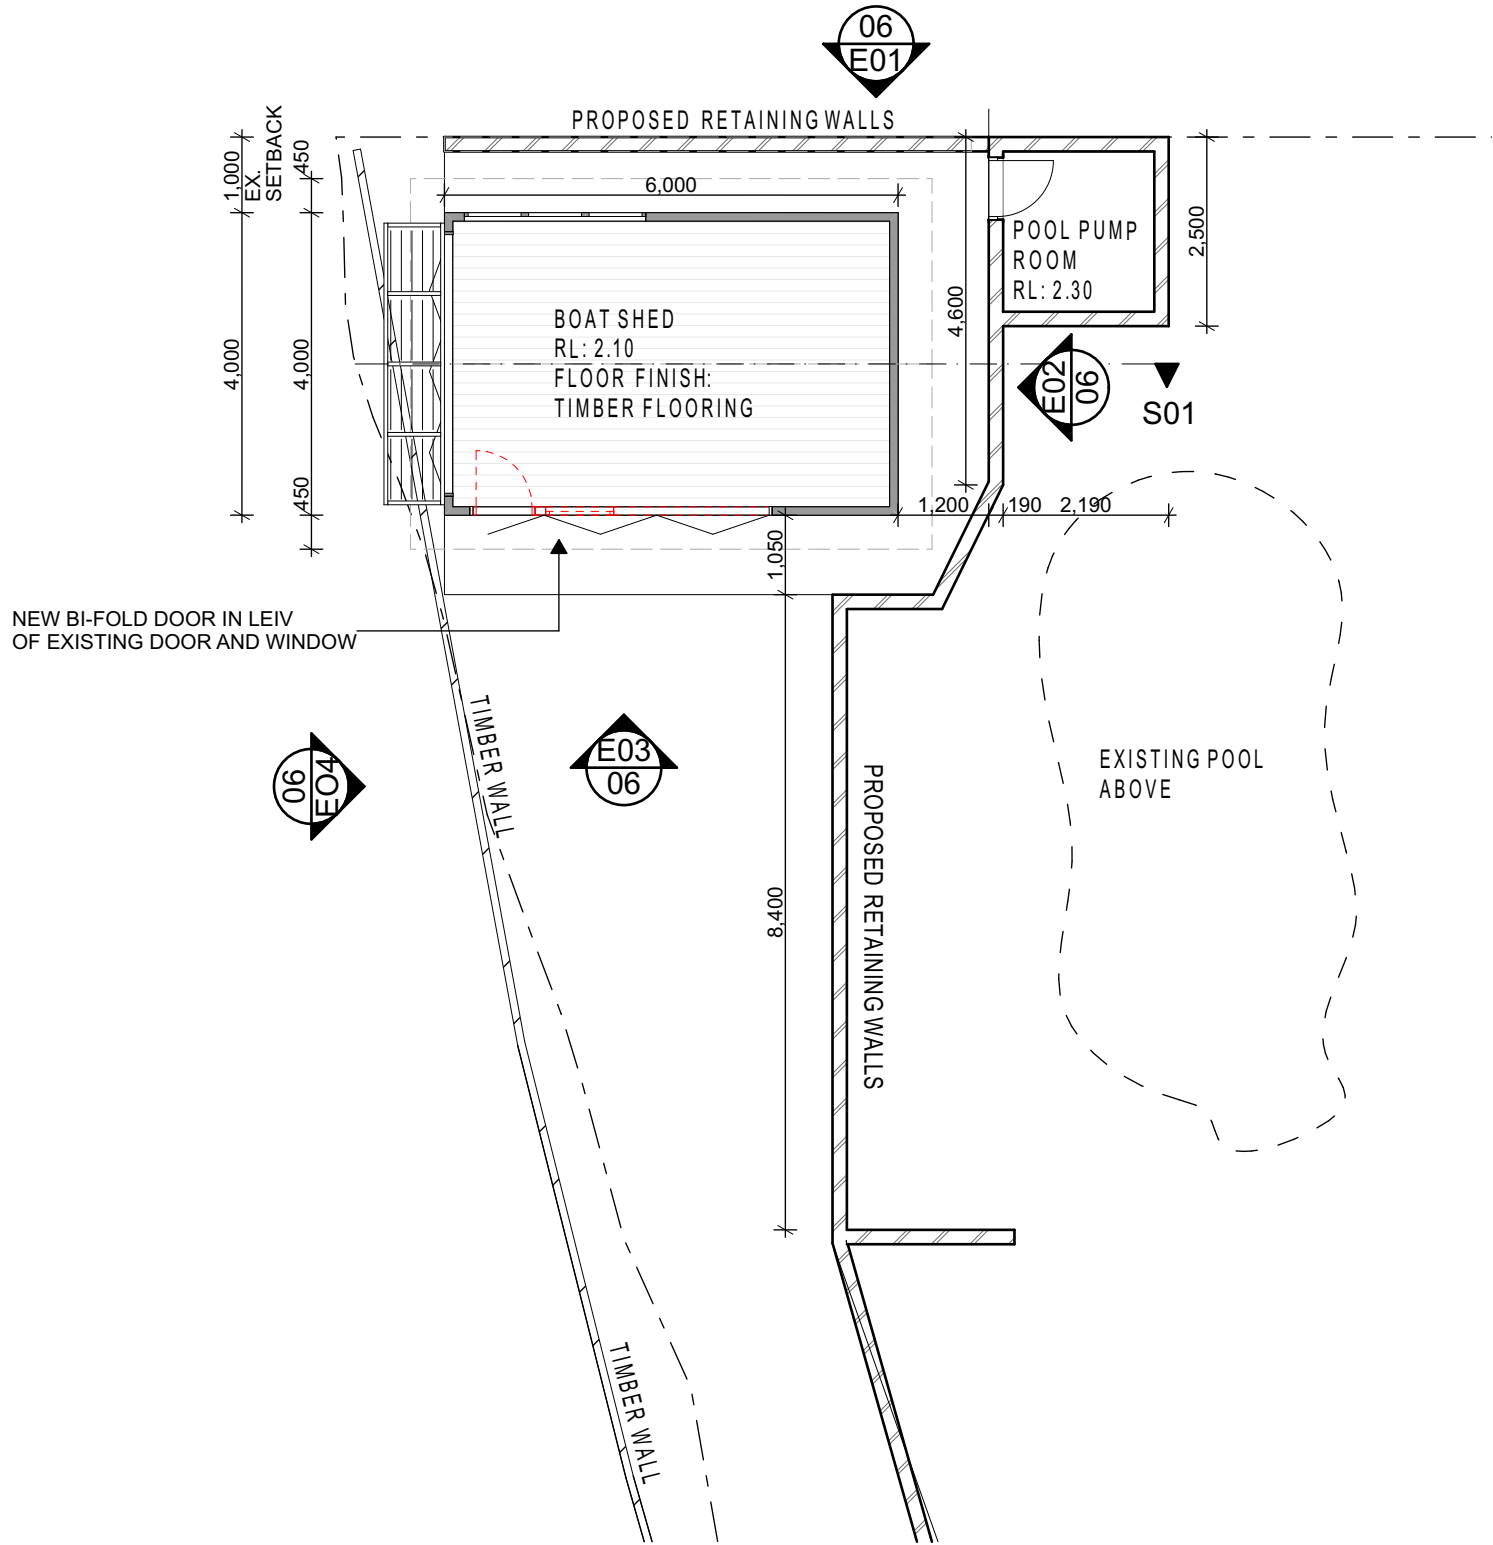 06
E01
PROPOSED RETAINING WALLS
1,000
EX.
SETBACK
450
6,000
2,500
POOL PUMP
ROOM
RL: 2.30
4,600
BOAT SHED
RL: 2.10
FLOOR FINISH:
TIMBER FLOORING
4,000
4,000
E02
06
S01
450
1,200
190
2,190
1,050
NEW BI-FOLD DOOR IN LEIV
OF EXISTING DOOR AND WINDOW
TIMBER WALL
06
EO4
E03
06
PROPOSED RETAINING WALLS
EXISTING POOL
ABOVE
8,400
TIMBER WALL